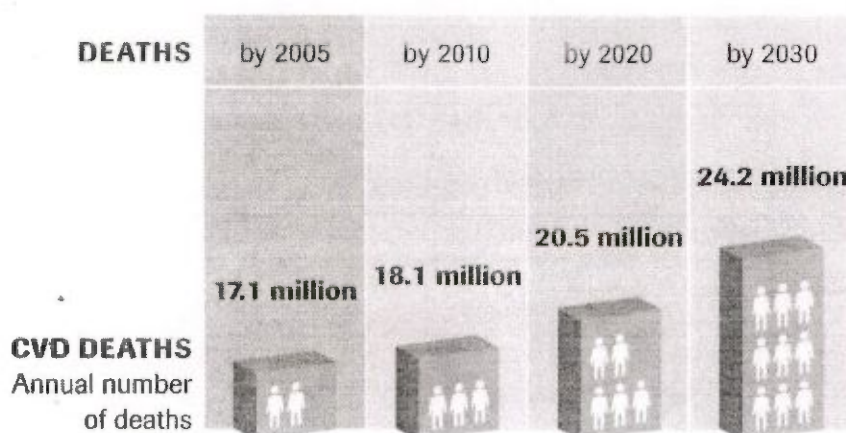 DEATHS by 2005 by 2010 by 2020 by 2030
24.2 million
20.5 million
17.1 million 18.1 million
CVD DEATHS
Annual number
of deaths